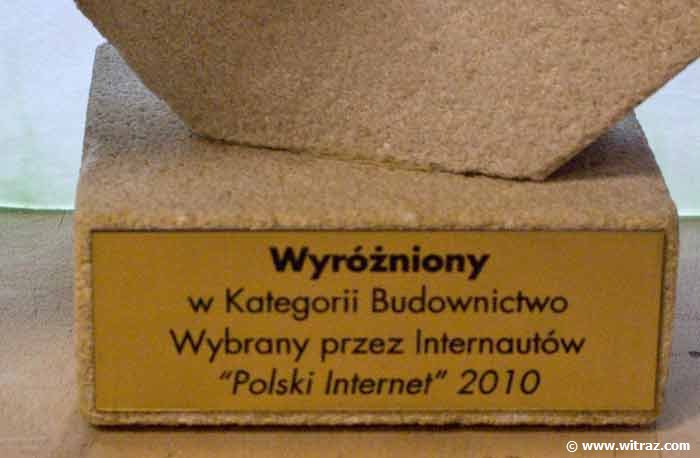 Wyróżniony
w Kategorii Budownictwo
Wybrany przez Internautów
"Polski Internet" 2010
© www.witraz.com